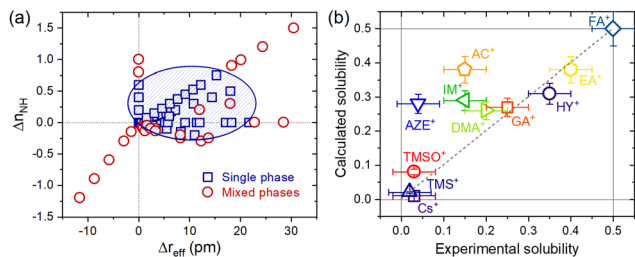 (a)
Δn_NH
1.5
1.0
0.5
0.0
-0.5
-1.0
-1.5
-10
0
10
20
30
Δr_eff (pm)
Single phase
Mixed phases
(b)
Calculated solubility
0.5
0.4
0.3
0.2
0.1
0.0
0.0
0.1
0.2
0.3
0.4
0.5
Experimental solubility
FA⁺
AC⁺
EA⁺
IM⁺
HY⁺
AZE⁺
DMA⁺
GA⁺
TMSO⁺
TMS⁺
Cs⁺